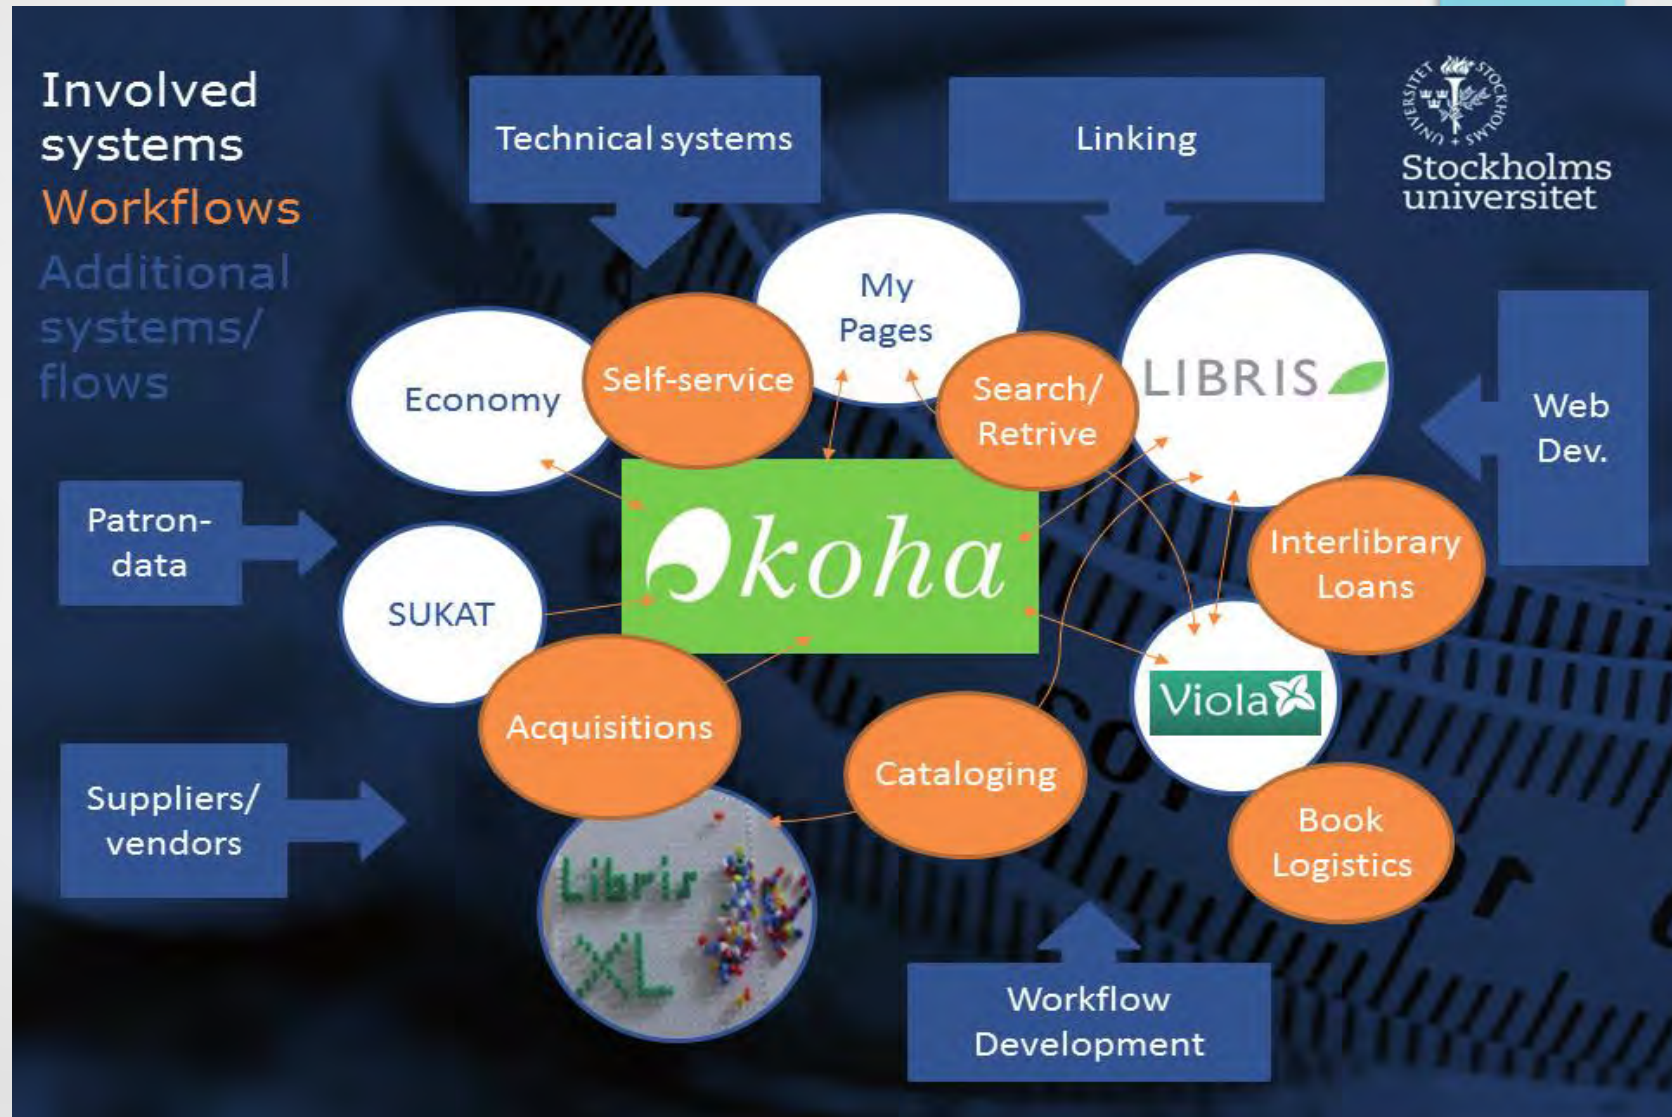 Involved
systems
Workflows
Additional
systems/
flows
Technical systems
Linking
STOCKHOLMS UNIVERSITET
Stockholms
universitet
My
Pages
Economy
Self-service
Search/
Retrive
LIBRIS
Web
Dev.
Patron-
data
SUKAT
koha
Interlibrary
Loans
Viola
Acquisitions
Cataloging
Suppliers/
vendors
Book
Logistics
Libris
XL
Workflow
Development